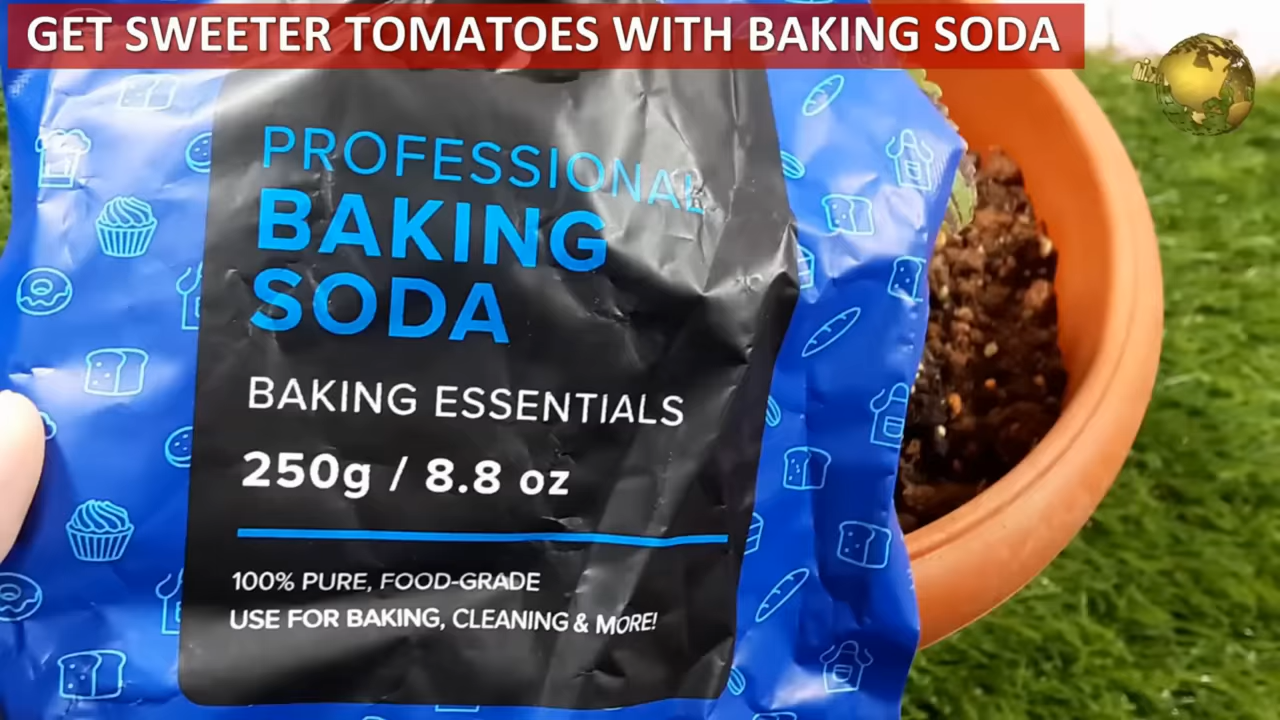 GET SWEETER TOMATOES WITH BAKING SODA
PROFESSIONAL
BAKING
SODA
BAKING ESSENTIALS
250g / 8.8 oz
100% PURE, FOOD-GRADE
USE FOR BAKING, CLEANING & MORE!